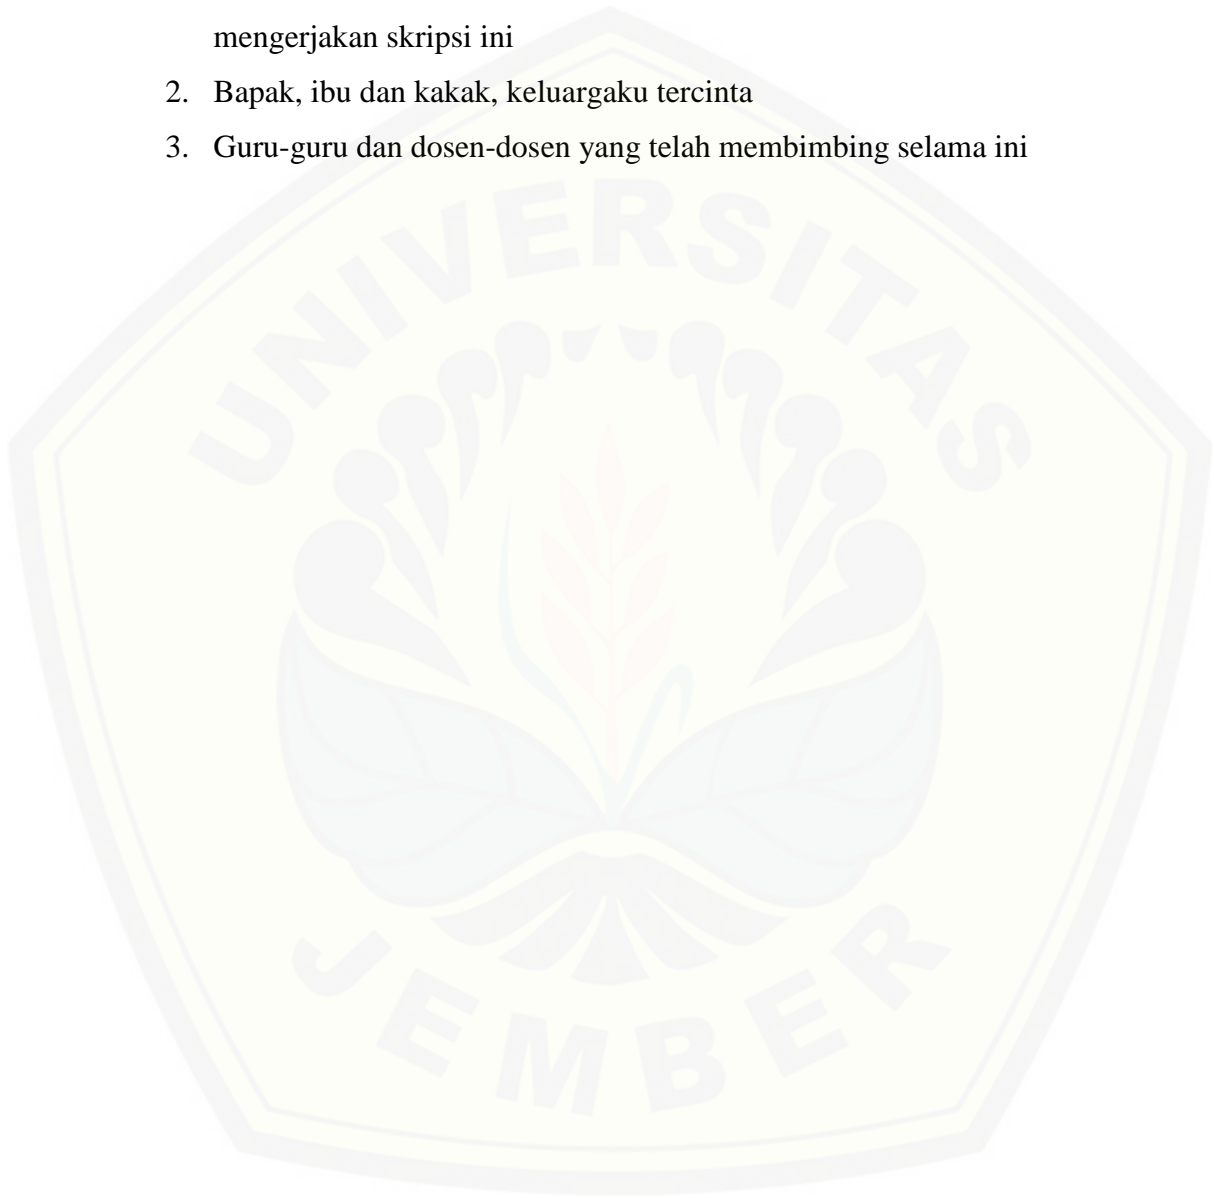 mengerjakan skripsi ini
2. Bapak, ibu dan kakak, keluargaku tercinta
3. Guru-guru dan dosen-dosen yang telah membimbing selama ini
UNIVERSITAS
JEMBER